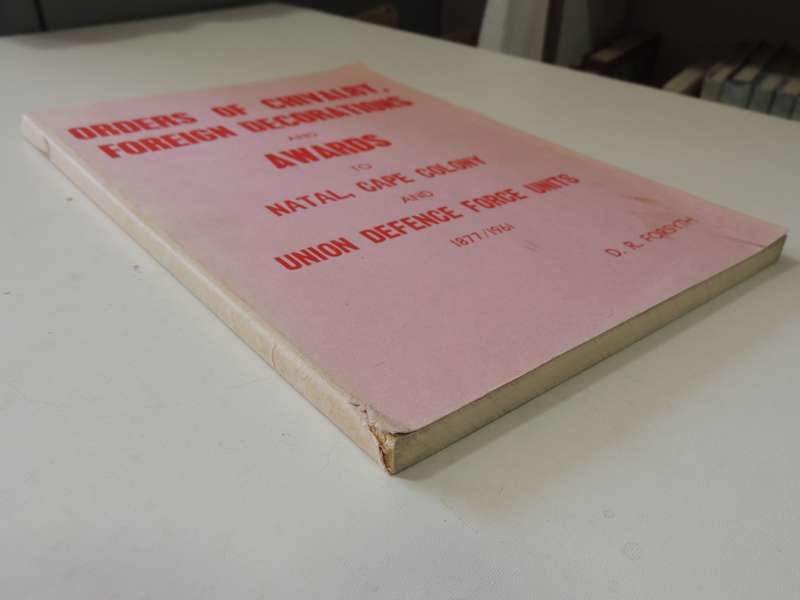 ORDERS OF CHIVALRY,
FOREIGN DECORATIONS
AND
AWARDS
TO
NATAL, CAPE COLONY
AND
UNION DEFENCE FORCE UNITS
1877/1961
D. R. FORSYTH